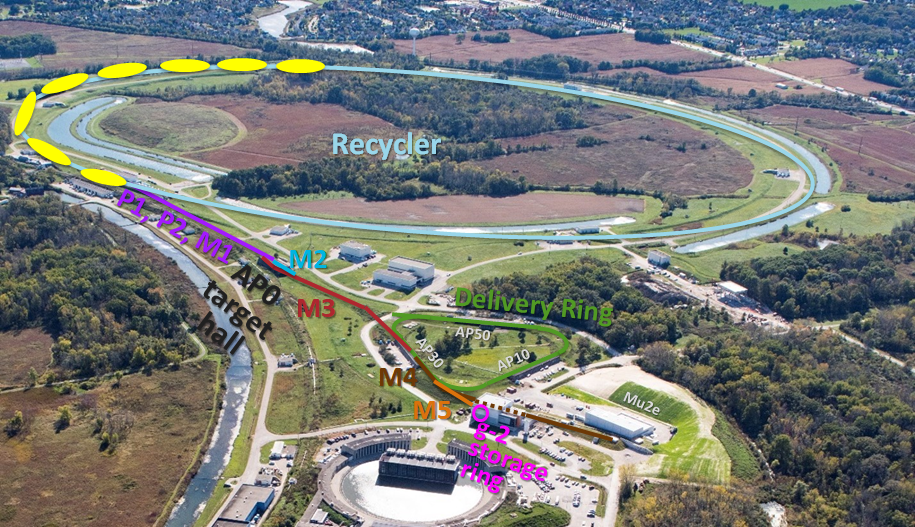 Recycler
P1, P2, M1
M2
AP0
target
hall
M3
Delivery Ring
AP50
AP30
AP10
M4
M5
Mu2e
g-2
storage
ring